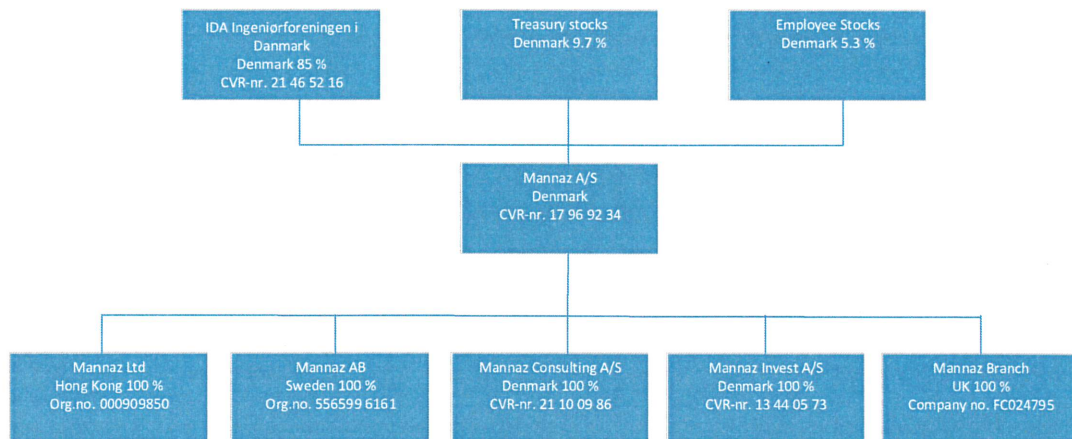 IDA Ingeniørforeningen i
Danmark
Denmark 85 %
CVR-nr. 21 46 52 16
Treasury stocks
Denmark 9.7 %
Employee Stocks
Denmark 5.3 %
Mannaz A/S
Denmark
CVR-nr. 17 96 92 34
Mannaz Ltd
Hong Kong 100 %
Org.no. 000909850
Mannaz AB
Sweden 100 %
Org.no. 556599 6161
Mannaz Consulting A/S
Denmark 100 %
CVR-nr. 21 10 09 86
Mannaz Invest A/S
Denmark 100 %
CVR-nr. 13 44 05 73
Mannaz Branch
UK 100 %
Company no. FC024795